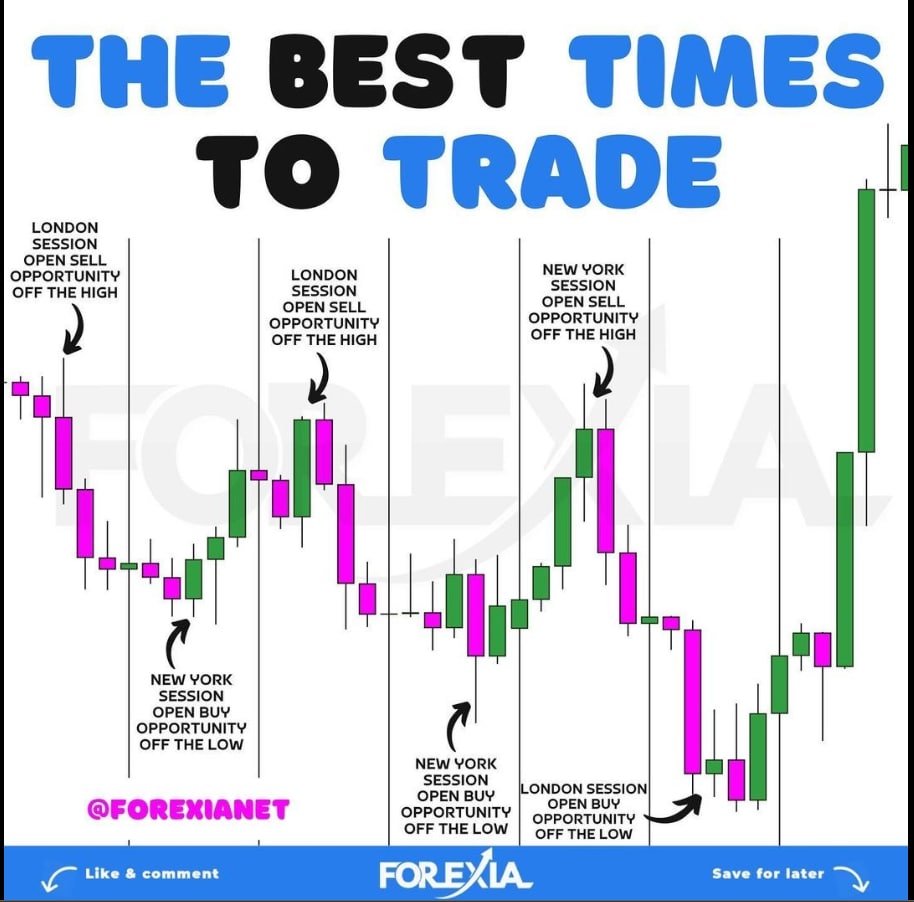 THE BEST TIMES
TO TRADE
LONDON
SESSION
OPEN SELL
OPPORTUNITY
OFF THE HIGH
LONDON
SESSION
OPEN SELL
OPPORTUNITY
OFF THE HIGH
NEW YORK
SESSION
OPEN SELL
OPPORTUNITY
OFF THE HIGH
FOREXIA
NEW YORK
SESSION
OPEN BUY
OPPORTUNITY
OFF THE LOW
NEW YORK
SESSION
OPEN BUY
OPPORTUNITY
OFF THE LOW
LONDON SESSION
OPEN BUY
OPPORTUNITY
OFF THE LOW
@FOREXIANET
Like & comment
FOREXIA
Save for later